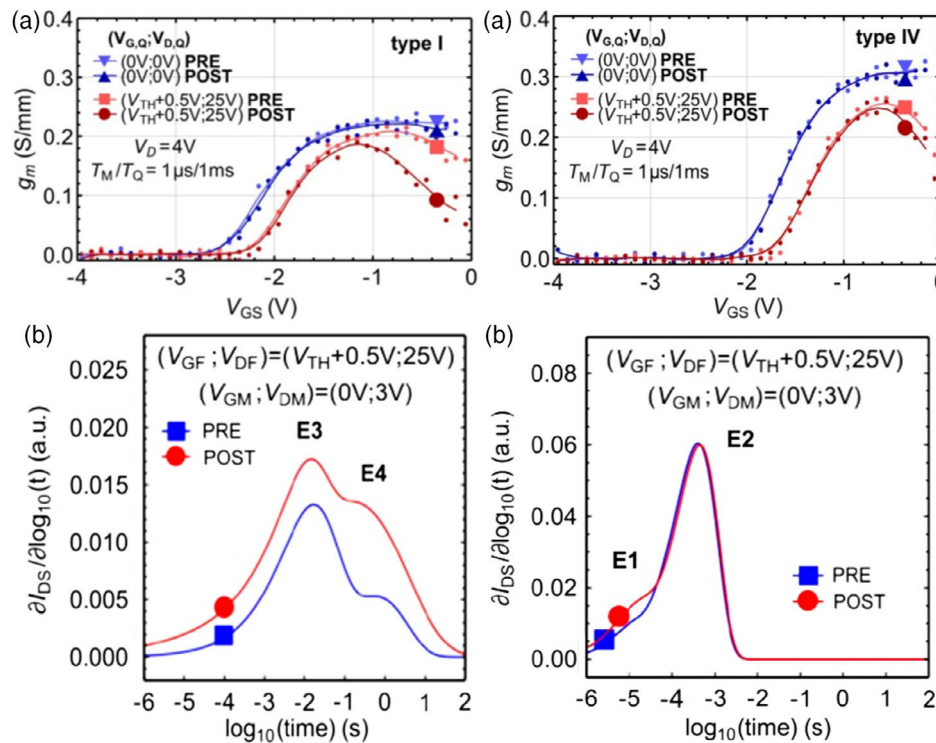 (a)
(V_G,Q;V_D,Q)
(0V;0V) PRE
(0V;0V) POST
(V_TH+0.5V;25V) PRE
(V_TH+0.5V;25V) POST
type I
V_D=4V
T_M/T_Q=1μs/1ms
g_m (S/mm)
0.4
0.3
0.2
0.1
0.0
-4 -3 -2 -1 0
V_GS (V)
(a)
(V_G,Q;V_D,Q)
(0V;0V) PRE
(0V;0V) POST
(V_TH+0.5V;25V) PRE
(V_TH+0.5V;25V) POST
type IV
V_D=4V
T_M/T_Q=1μs/1ms
g_m (S/mm)
0.4
0.3
0.2
0.1
0.0
-4 -3 -2 -1 0
V_GS (V)
(b)
(V_GF;V_DF)=(V_TH+0.5V;25V)
(V_GM;V_DM)=(0V;3V)
PRE
POST
E3
E4
∂I_DS/∂log10(t) (a.u.)
0.025
0.020
0.015
0.010
0.005
0.000
-6 -5 -4 -3 -2 -1 0 1 2
log10(time) (s)
(b)
(V_GF;V_DF)=(V_TH+0.5V;25V)
(V_GM;V_DM)=(0V;3V)
E2
E1
PRE
POST
∂I_DS/∂log10(t) (a.u.)
0.08
0.06
0.04
0.02
0.00
-6 -5 -4 -3 -2 -1 0 1 2
log10(time) (s)